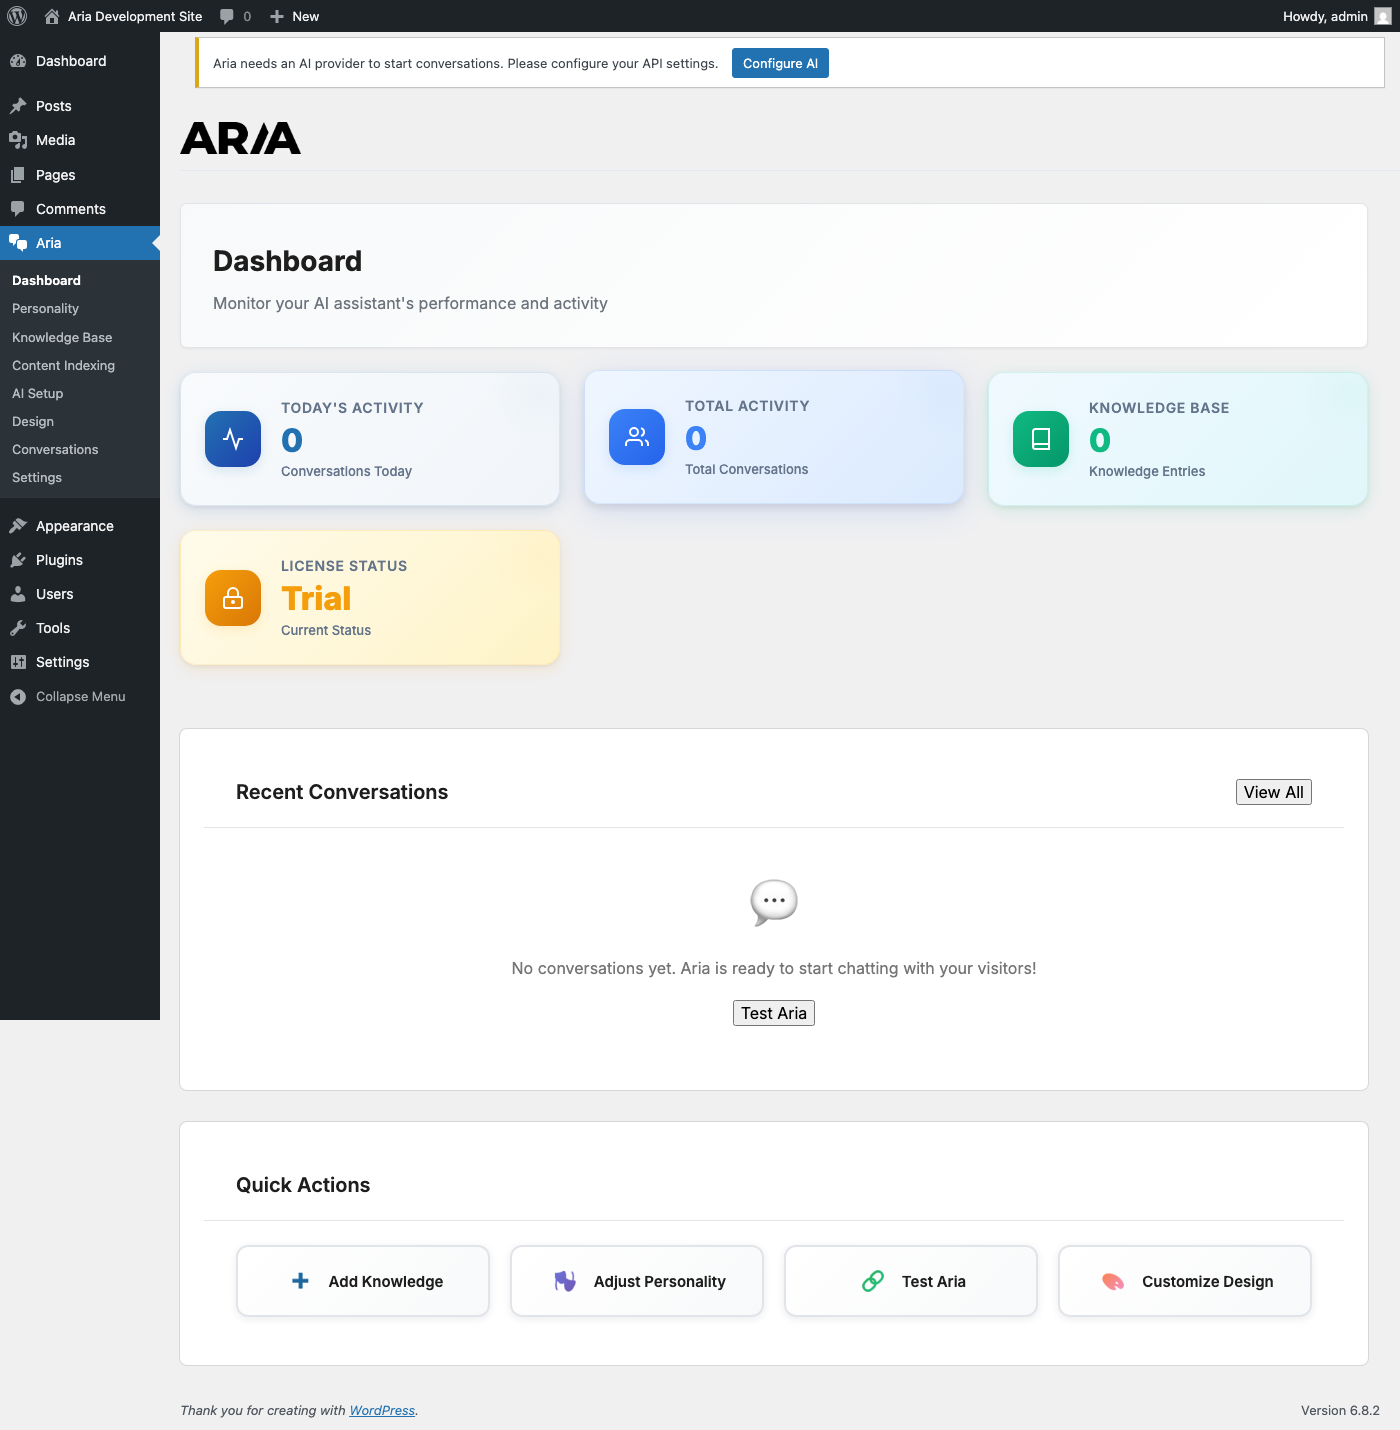 Aria Development Site 0 New Howdy, admin
Dashboard
Posts
Media
Pages
Comments
Aria
Dashboard
Personality
Knowledge Base
Content Indexing
AI Setup
Design
Conversations
Settings
Appearance
Plugins
Users
Tools
Settings
Collapse Menu
Aria needs an AI provider to start conversations. Please configure your API settings. Configure AI
ARIA
Dashboard
Monitor your AI assistant's performance and activity
TODAY'S ACTIVITY
0
Conversations Today
TOTAL ACTIVITY
0
Total Conversations
KNOWLEDGE BASE
0
Knowledge Entries
LICENSE STATUS
Trial
Current Status
Recent Conversations View All
No conversations yet. Aria is ready to start chatting with your visitors!
Test Aria
Quick Actions
Add Knowledge Adjust Personality Test Aria Customize Design
Thank you for creating with WordPress. Version 6.8.2